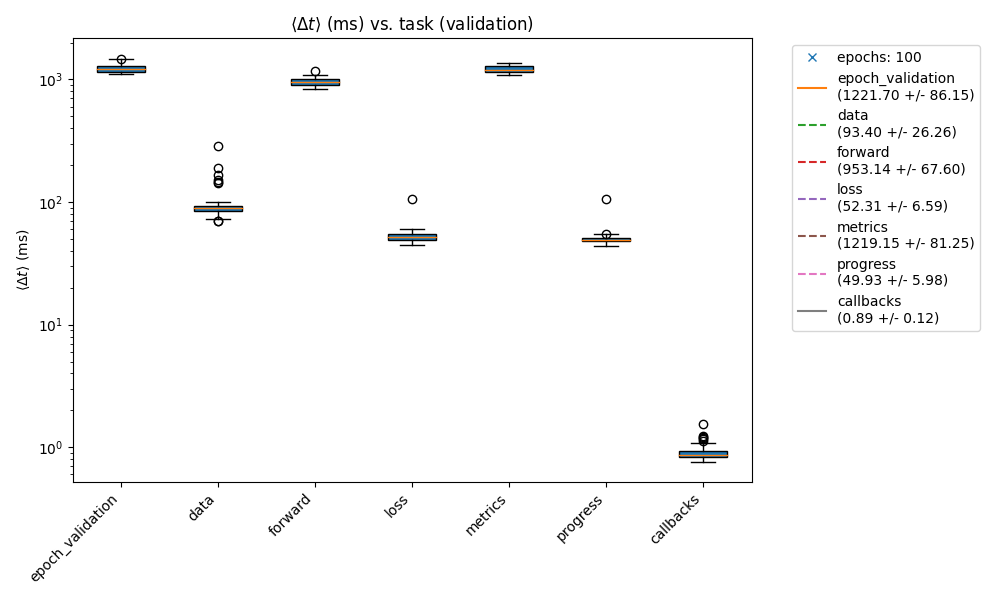 ⟨Δt⟩ (ms) vs. task (validation)
⟨Δt⟩ (ms)
10³
10²
10¹
10⁰
epoch_validation
data
forward
loss
metrics
progress
callbacks
epochs: 100
epoch_validation
(1221.70 +/- 86.15)
data
(93.40 +/- 26.26)
forward
(953.14 +/- 67.60)
loss
(52.31 +/- 6.59)
metrics
(1219.15 +/- 81.25)
progress
(49.93 +/- 5.98)
callbacks
(0.89 +/- 0.12)